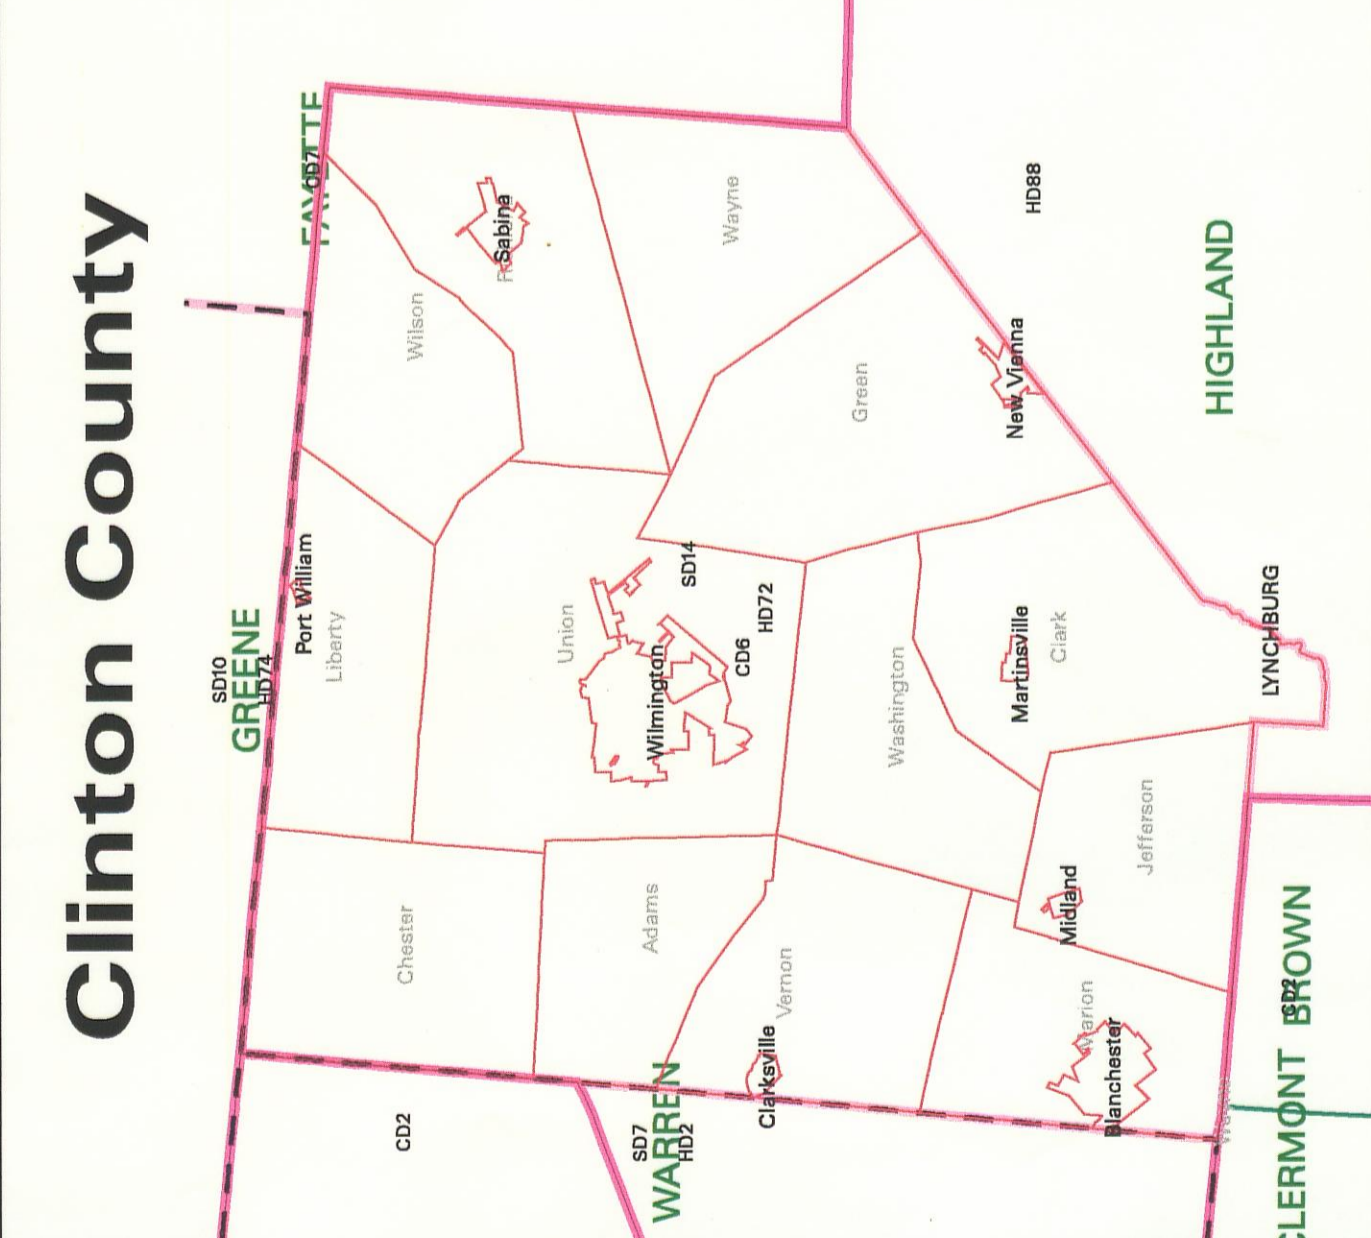 Clinton County
FAYETTE
CD7
SD10
GREENE
HD74
Port William
Liberty
Wilson
Sabina
Wayne
HD88
HIGHLAND
Green
New Vienna
Union
SD14
HD72
CD6
Wilmington
Washington
Martinsville
Clark
LYNCHBURG
Chester
Adams
Vernon
Jefferson
Midland
Clarksville
Marion
Blanchester
CD2
SD7
HD2
WARREN
CD2
BROWN
CLERMONT